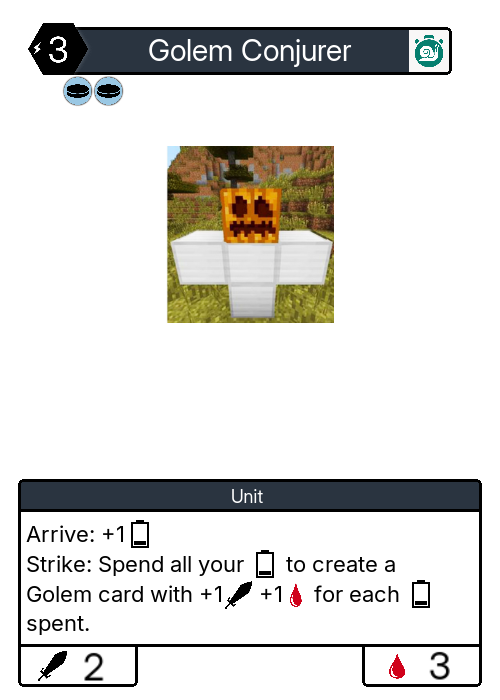 3
Golem Conjurer
Unit
Arrive: +1
Strike: Spend all your to create a
Golem card with +1 +1 for each
spent.
2
3